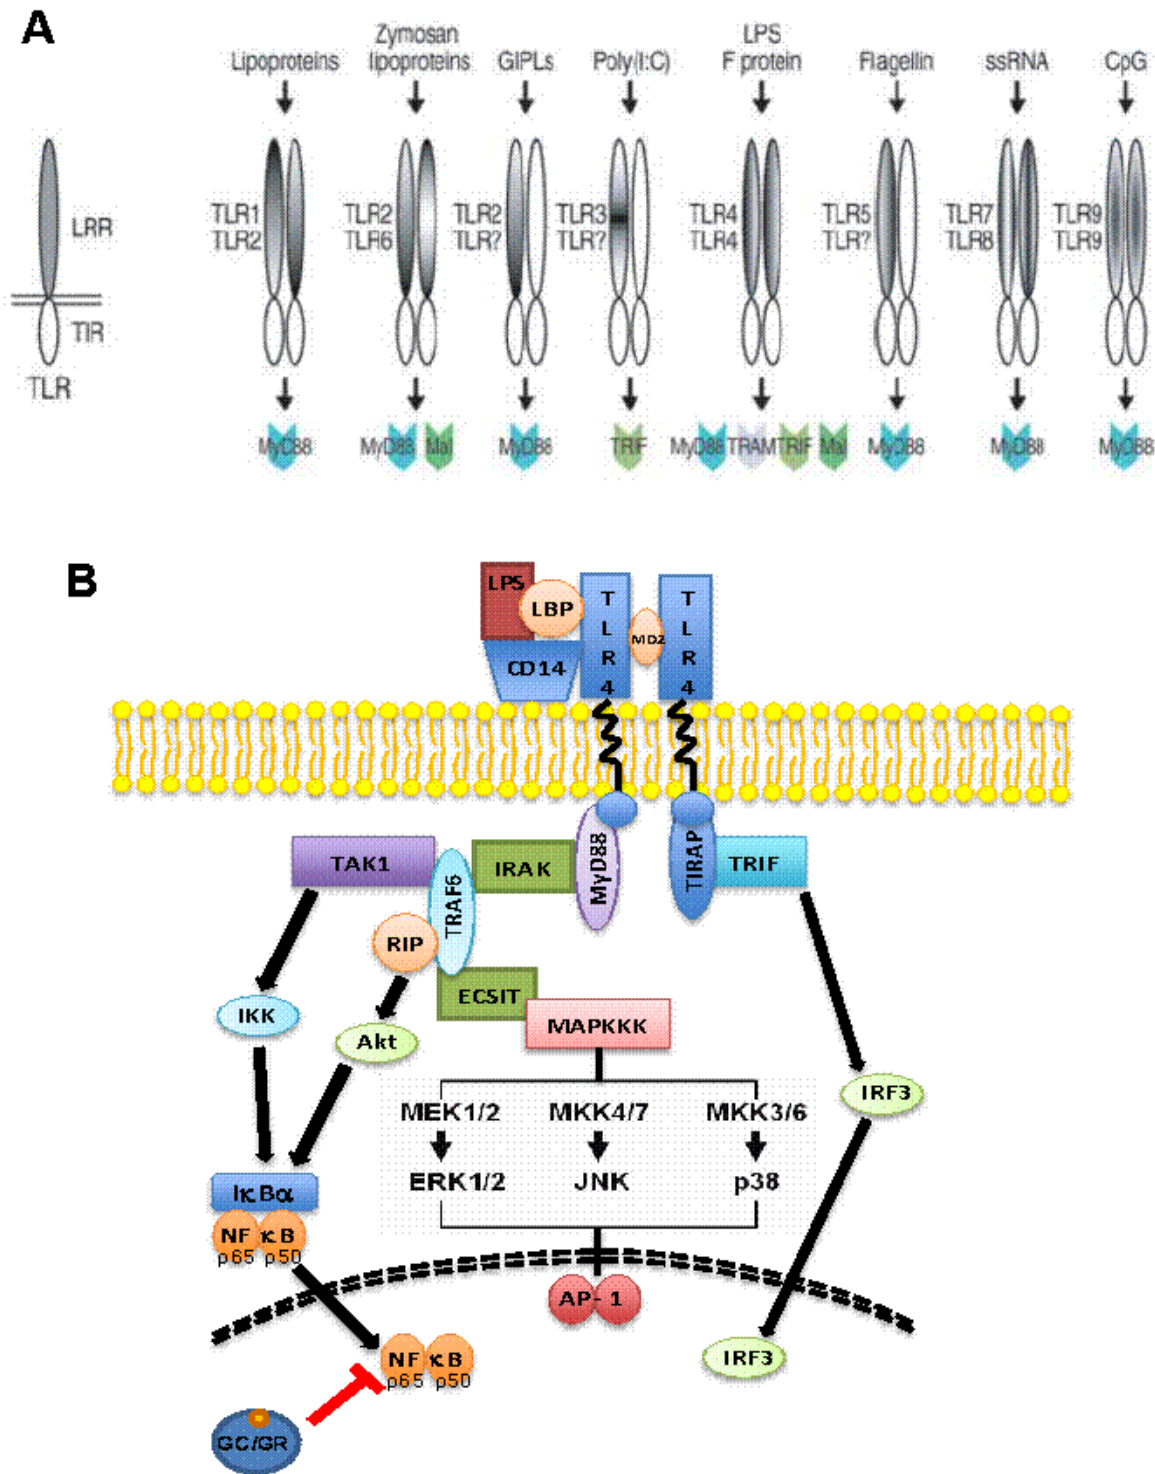 A
Lipoproteins
Zymosan
lipoproteins
GIPLs
Poly(I:C)
LPS
F protein
Flagellin
ssRNA
CpG
LRR
TIR
TLR
TLR1
TLR2
TLR2
TLR6
TLR2
TLR?
TLR3
TLR?
TLR4
TLR4
TLR5
TLR?
TLR7
TLR8
TLR9
TLR9
MyD88
MyD88
Mal
MyD88
TRIF
MyD88
TRAM
TRIF
Mal
MyD88
MyD88
MyD88
B
LPS
LBP
CD14
TLR4
MD2
TLR4
TAK1
TRAF6
IRAK
MyD88
TIRAP
TRIF
RIP
ECSIT
IKK
Akt
MAPKKK
IRF3
MEK1/2
MKK4/7
MKK3/6
ERK1/2
JNK
p38
IκBα
NF κB
p65 p50
AP-1
NF κB
p65 p50
IRF3
GC/GR